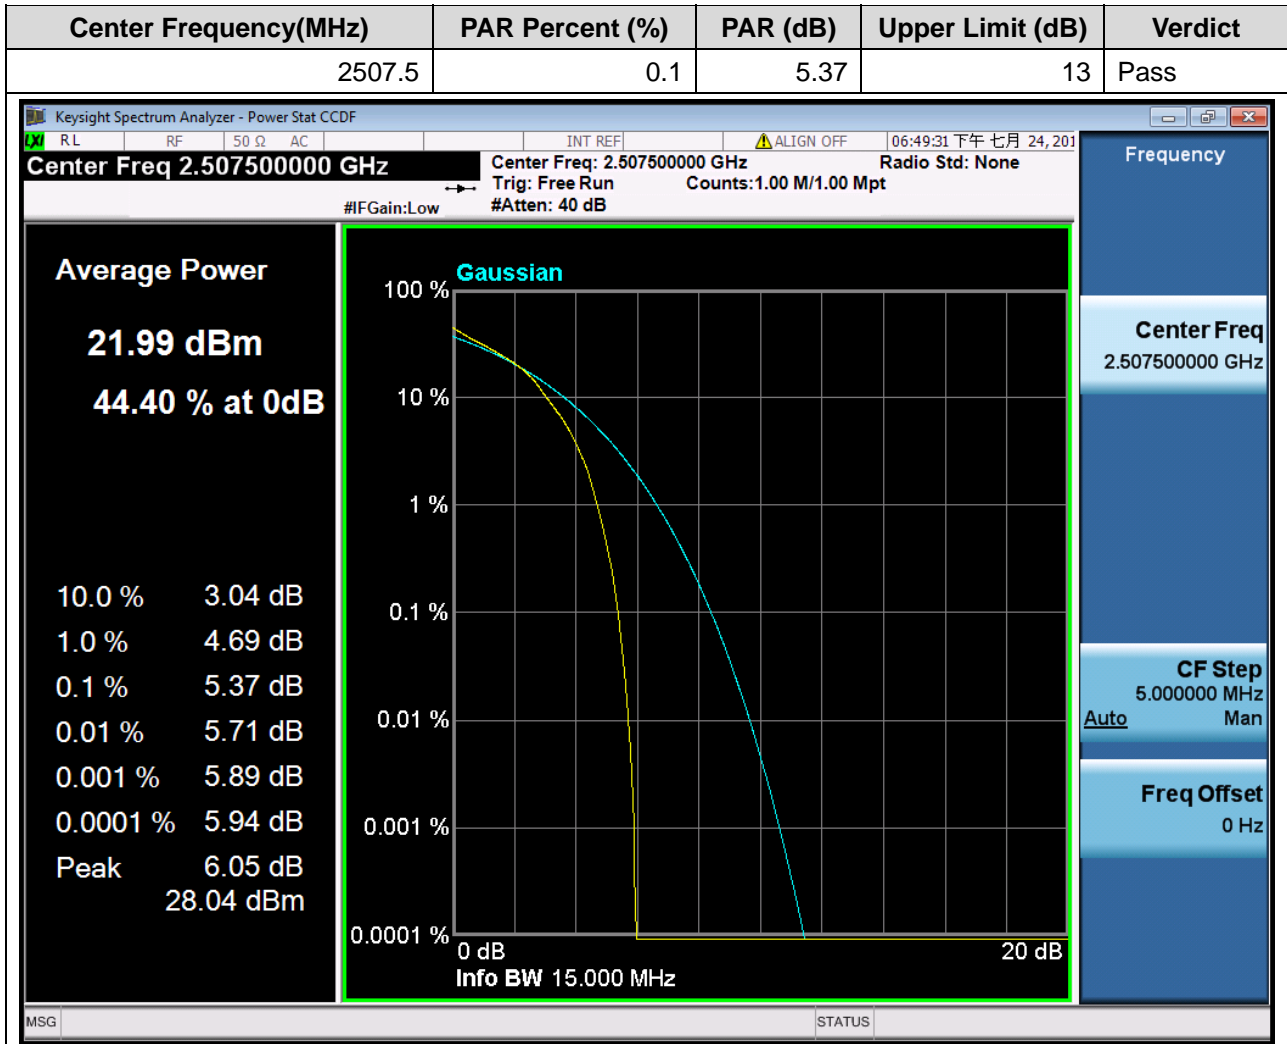 Center Frequency(MHz) PAR Percent (%) PAR (dB) Upper Limit (dB) Verdict
2507.5 0.1 5.37 13 Pass
Keysight Spectrum Analyzer - Power Stat CCDF
LXI RL RF 50 Ω AC INT REF ALIGN OFF 06:49:31 下午 七月 24, 201
Center Freq 2.507500000 GHz
Center Freq: 2.507500000 GHz Radio Std: None
Trig: Free Run Counts:1.00 M/1.00 Mpt
#IFGain:Low #Atten: 40 dB
Frequency
Average Power
21.99 dBm
44.40 % at 0dB
10.0 % 3.04 dB
1.0 % 4.69 dB
0.1 % 5.37 dB
0.01 % 5.71 dB
0.001 % 5.89 dB
0.0001 % 5.94 dB
Peak 6.05 dB
28.04 dBm
Gaussian
100 %
10 %
1 %
0.1 %
0.01 %
0.001 %
0.0001 %
0 dB 20 dB
Info BW 15.000 MHz
Center Freq
2.507500000 GHz
CF Step
5.000000 MHz
Auto Man
Freq Offset
0 Hz
MSG STATUS